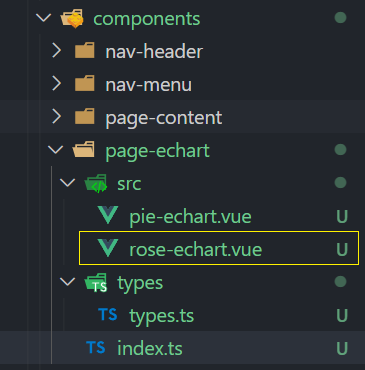 components
nav-header
nav-menu
page-content
page-echart
src
pie-echart.vue U
rose-echart.vue U
types
TS types.ts U
TS index.ts U